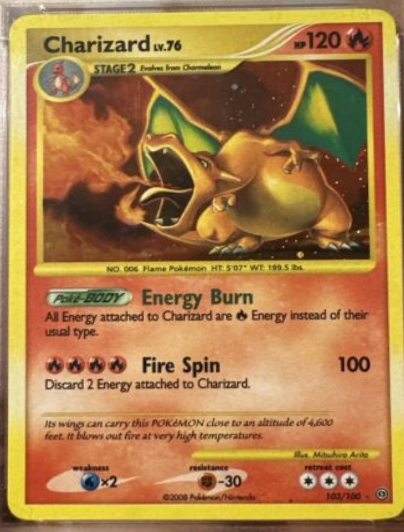 Charizard LV.76 HP 120
STAGE2 Evolves from Charmeleon
NO. 006 Flame Pokémon HT: 5'07" WT: 199.5 lbs.
Poké-BODY Energy Burn
All Energy attached to Charizard are Energy instead of their
usual type.
Fire Spin 100
Discard 2 Energy attached to Charizard.
Its wings can carry this POKéMON close to an altitude of 4,600
feet. It blows out fire at very high temperatures.
Illus. Mitsuhiro Arita
weakness resistance retreat cost
×2 -30
©2008 Pokémon/Nintendo 103/100